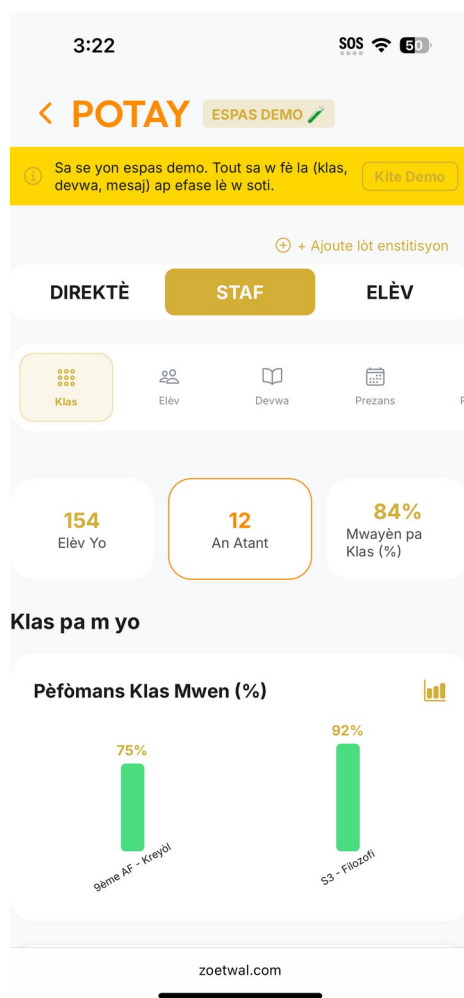 3:22
SOS
50
POTAY
ESPAS DEMO
Sa se yon espas demo. Tout sa w fè la (klas,
devwa, mesaj) ap efase lè w soti.
Kite Demo
+ Ajoute lòt enstitisyon
DIREKTÈ STAF ELÈV
Klas Elèv Devwa Prezans
154
Elèv Yo
12
An Atant
84%
Mwayèn pa
Klas (%)
Klas pa m yo
Pèfòmans Klas Mwen (%)
75%
92%
9ème AF - Kreyòl
S3 - Filozofi
zoetwal.com